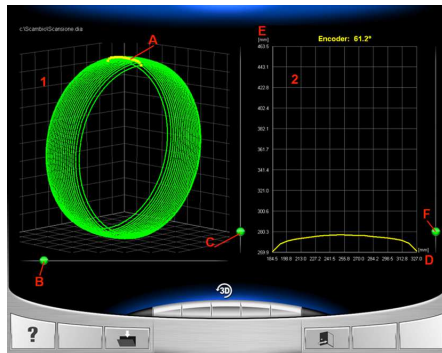 c:\Scambio\Scansione.dia
A
1
E
[mm]
Encoder: 61.2°
463.5
443.1
422.8
402.4
382.1
361.7
341.4
321.0
300.6
280.3
259.9
2
F
[mm]
184.5 198.8 213.0 227.2 241.5 255.8 270.0 284.2 298.5 312.8 327.0
D
C
B
3D
?